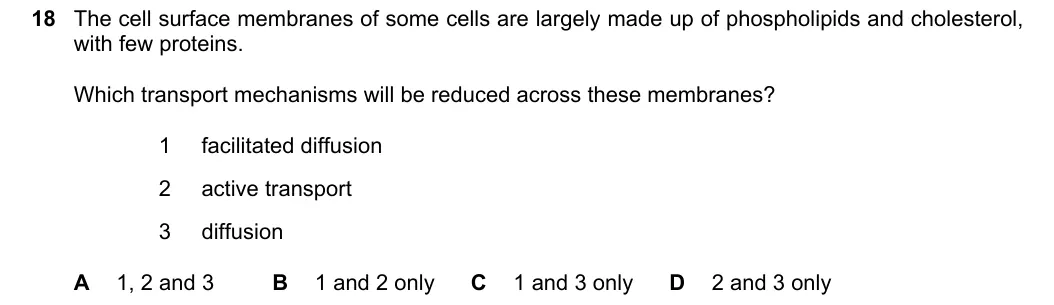 18 The cell surface membranes of some cells are largely made up of phospholipids and cholesterol,
with few proteins.
Which transport mechanisms will be reduced across these membranes?
1 facilitated diffusion
2 active transport
3 diffusion
A 1, 2 and 3 B 1 and 2 only C 1 and 3 only D 2 and 3 only